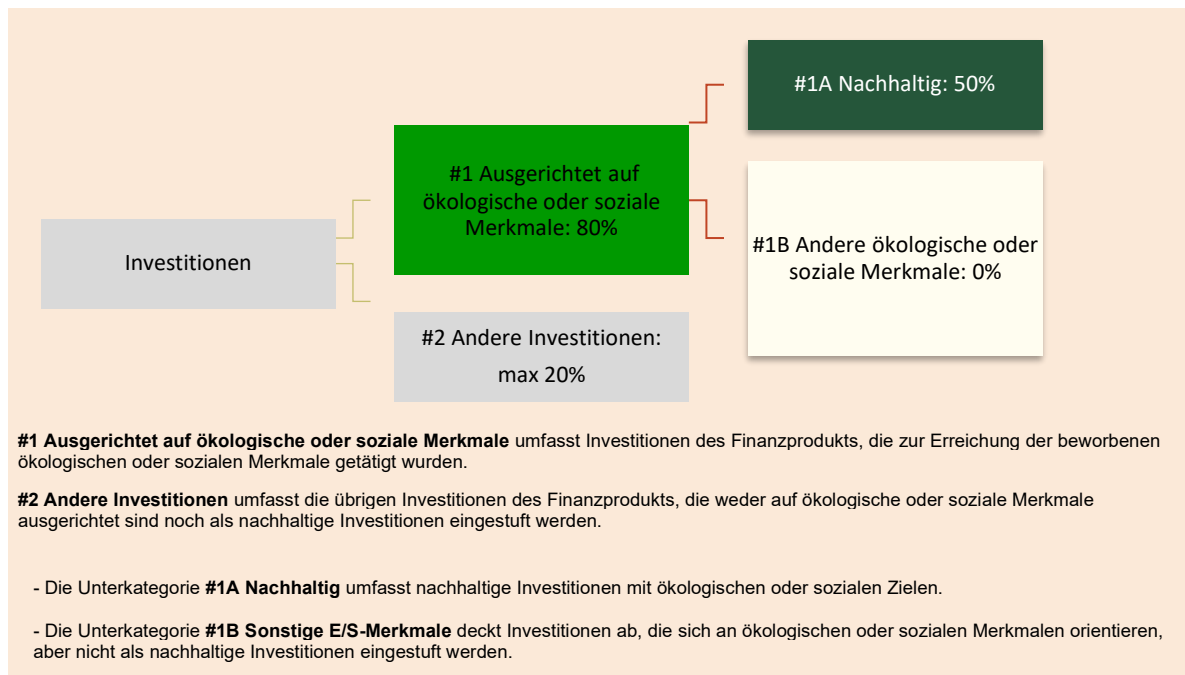 #1A Nachhaltig: 50%
#1 Ausgerichtet auf
ökologische oder soziale
Merkmale: 80%
#1B Andere ökologische oder
soziale Merkmale: 0%
Investitionen
#2 Andere Investitionen:
max 20%
#1 Ausgerichtet auf ökologische oder soziale Merkmale umfasst Investitionen des Finanzprodukts, die zur Erreichung der beworbenen
ökologischen oder sozialen Merkmale getätigt wurden.
#2 Andere Investitionen umfasst die übrigen Investitionen des Finanzprodukts, die weder auf ökologische oder soziale Merkmale
ausgerichtet sind noch als nachhaltige Investitionen eingestuft werden.
- Die Unterkategorie #1A Nachhaltig umfasst nachhaltige Investitionen mit ökologischen oder sozialen Zielen.
- Die Unterkategorie #1B Sonstige E/S-Merkmale deckt Investitionen ab, die sich an ökologischen oder sozialen Merkmalen orientieren,
aber nicht als nachhaltige Investitionen eingestuft werden.